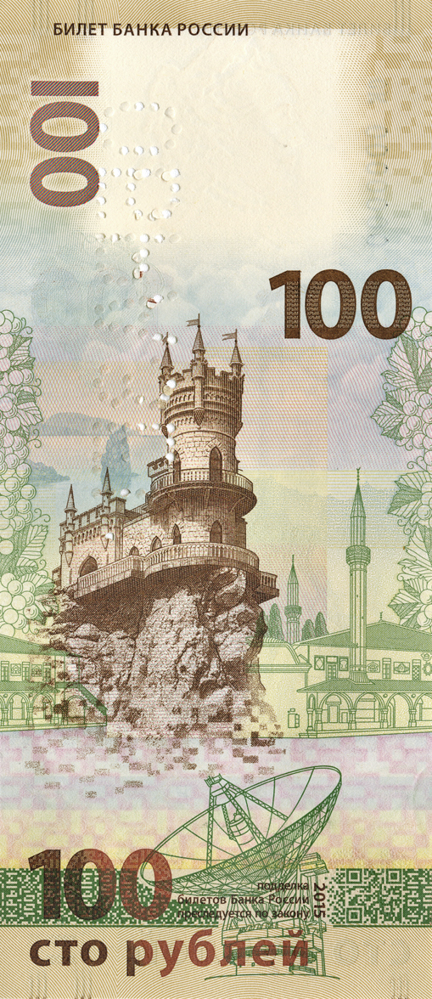 БИЛЕТ БАНКА РОССИИ
100
100
100
подделка
билетов Банка России
преследуется по закону
2015
сто рублей